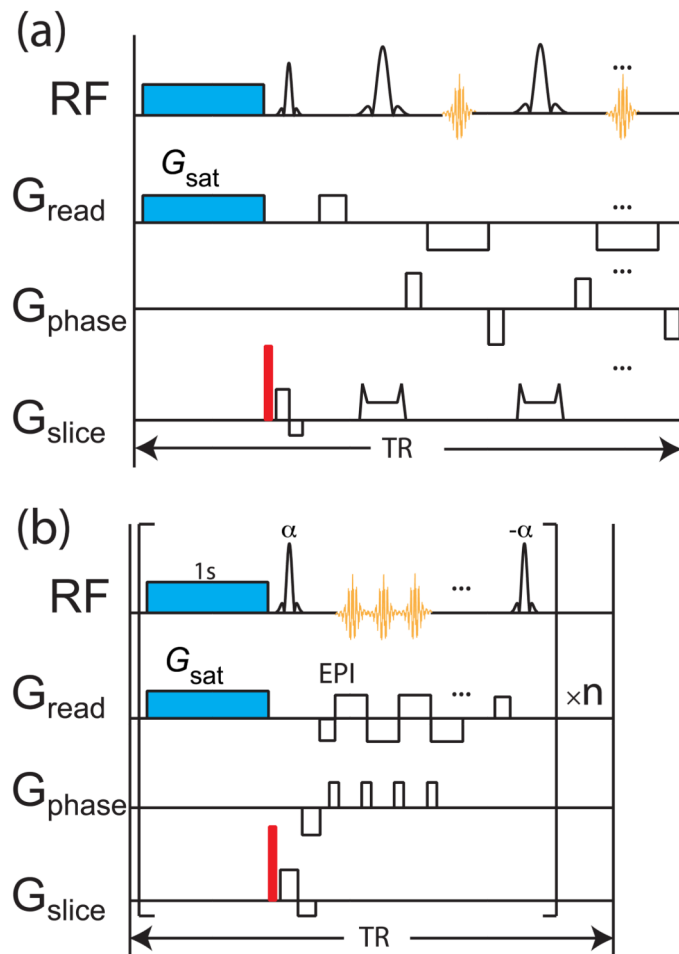 (a)
RF
...
G_sat
G_read
...
G_phase
...
G_slice
...
TR
(b)
α
-α
1s
RF
...
G_sat
EPI
G_read
...
×n
G_phase
G_slice
TR